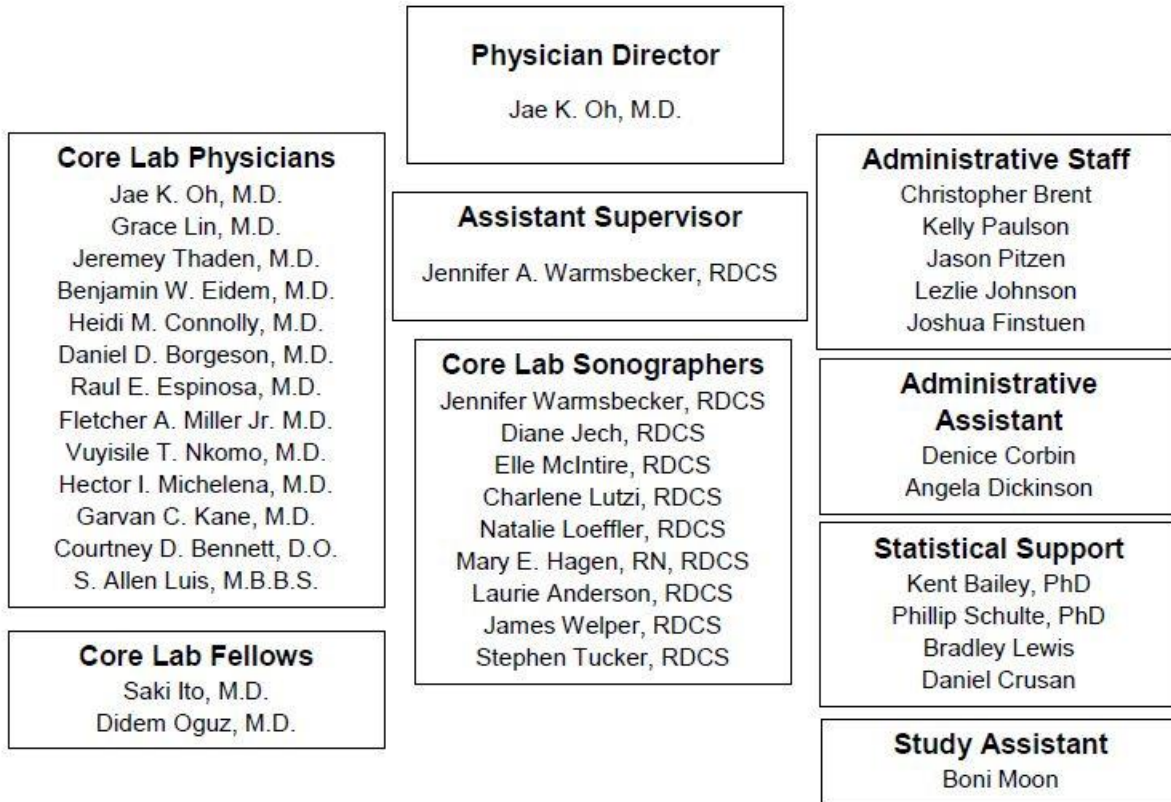 Physician Director
Jae K. Oh, M.D.
Core Lab Physicians
Jae K. Oh, M.D.
Grace Lin, M.D.
Jeremey Thaden, M.D.
Benjamin W. Eidem, M.D.
Heidi M. Connolly, M.D.
Daniel D. Borgeson, M.D.
Raul E. Espinosa, M.D.
Fletcher A. Miller Jr. M.D.
Vuyisile T. Nkomo, M.D.
Hector I. Michelena, M.D.
Garvan C. Kane, M.D.
Courtney D. Bennett, D.O.
S. Allen Luis, M.B.B.S.
Core Lab Fellows
Saki Ito, M.D.
Didem Oguz, M.D.
Assistant Supervisor
Jennifer A. Warmsbecker, RDCS
Core Lab Sonographers
Jennifer Warmsbecker, RDCS
Diane Jech, RDCS
Elle McIntire, RDCS
Charlene Lutzi, RDCS
Natalie Loeffler, RDCS
Mary E. Hagen, RN, RDCS
Laurie Anderson, RDCS
James Welper, RDCS
Stephen Tucker, RDCS
Administrative Staff
Christopher Brent
Kelly Paulson
Jason Pitzen
Lezlie Johnson
Joshua Finstuen
Administrative
Assistant
Denice Corbin
Angela Dickinson
Statistical Support
Kent Bailey, PhD
Phillip Schulte, PhD
Bradley Lewis
Daniel Crusan
Study Assistant
Boni Moon